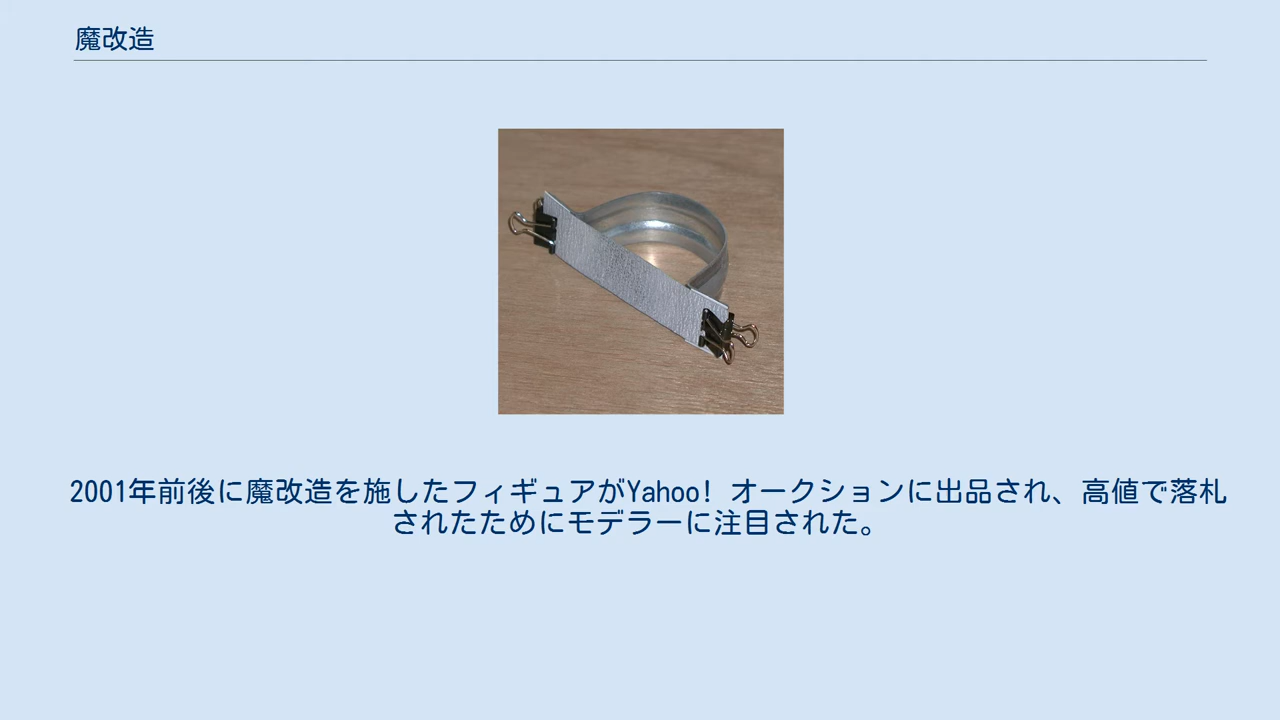 魔改造
2001年前後に魔改造を施したフィギュアがYahoo! オークションに出品され、高値で落札
されたためにモデラーに注目された。